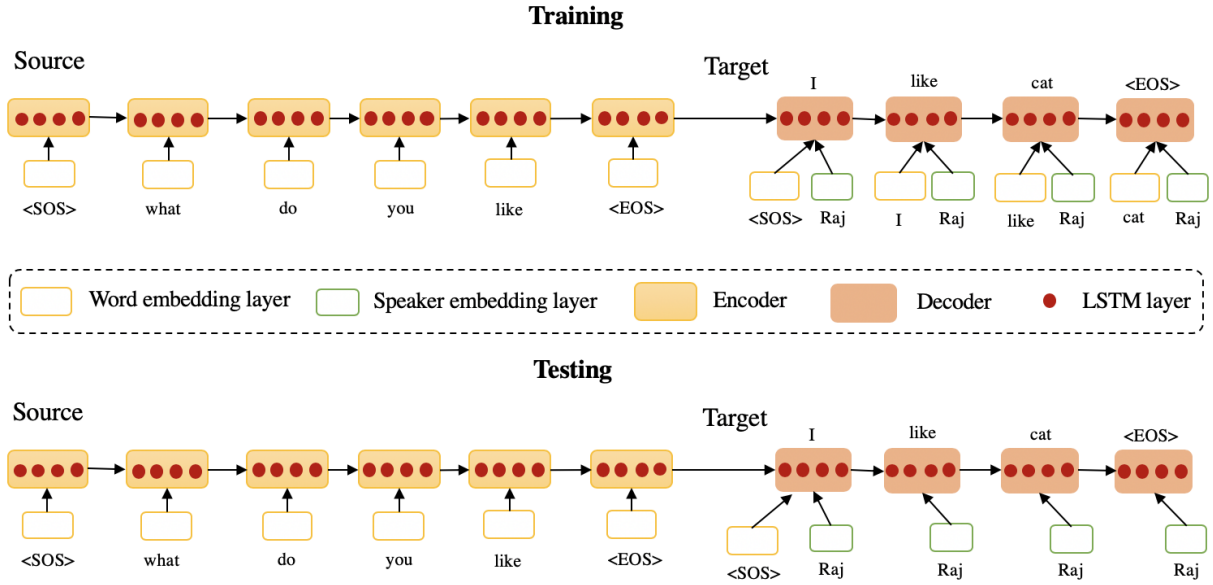 Training
Source
Target
I like cat <EOS>
<SOS> what do you like <EOS>
<SOS> Raj I Raj like Raj cat Raj
Word embedding layer Speaker embedding layer Encoder Decoder LSTM layer
Testing
Source
Target
I like cat <EOS>
<SOS> what do you like <EOS>
<SOS> Raj Raj Raj Raj